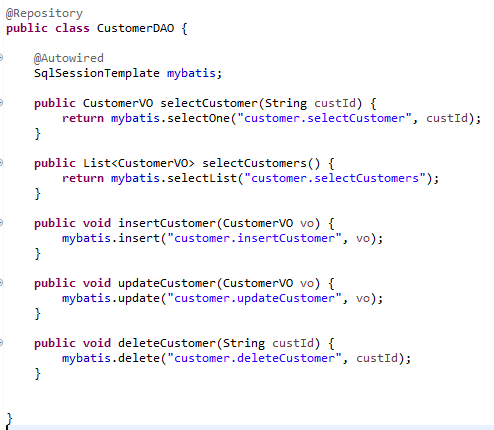 @Repository
public class CustomerDAO {
@Autowired
SqlSessionTemplate mybatis;
public CustomerVO selectCustomer(String custId) {
return mybatis.selectOne("customer.selectCustomer", custId);
}
public List<CustomerVO> selectCustomers() {
return mybatis.selectList("customer.selectCustomers");
}
public void insertCustomer(CustomerVO vo) {
mybatis.insert("customer.insertCustomer", vo);
}
public void updateCustomer(CustomerVO vo) {
mybatis.update("customer.updateCustomer", vo);
}
public void deleteCustomer(String custId) {
mybatis.delete("customer.deleteCustomer", custId);
}
}